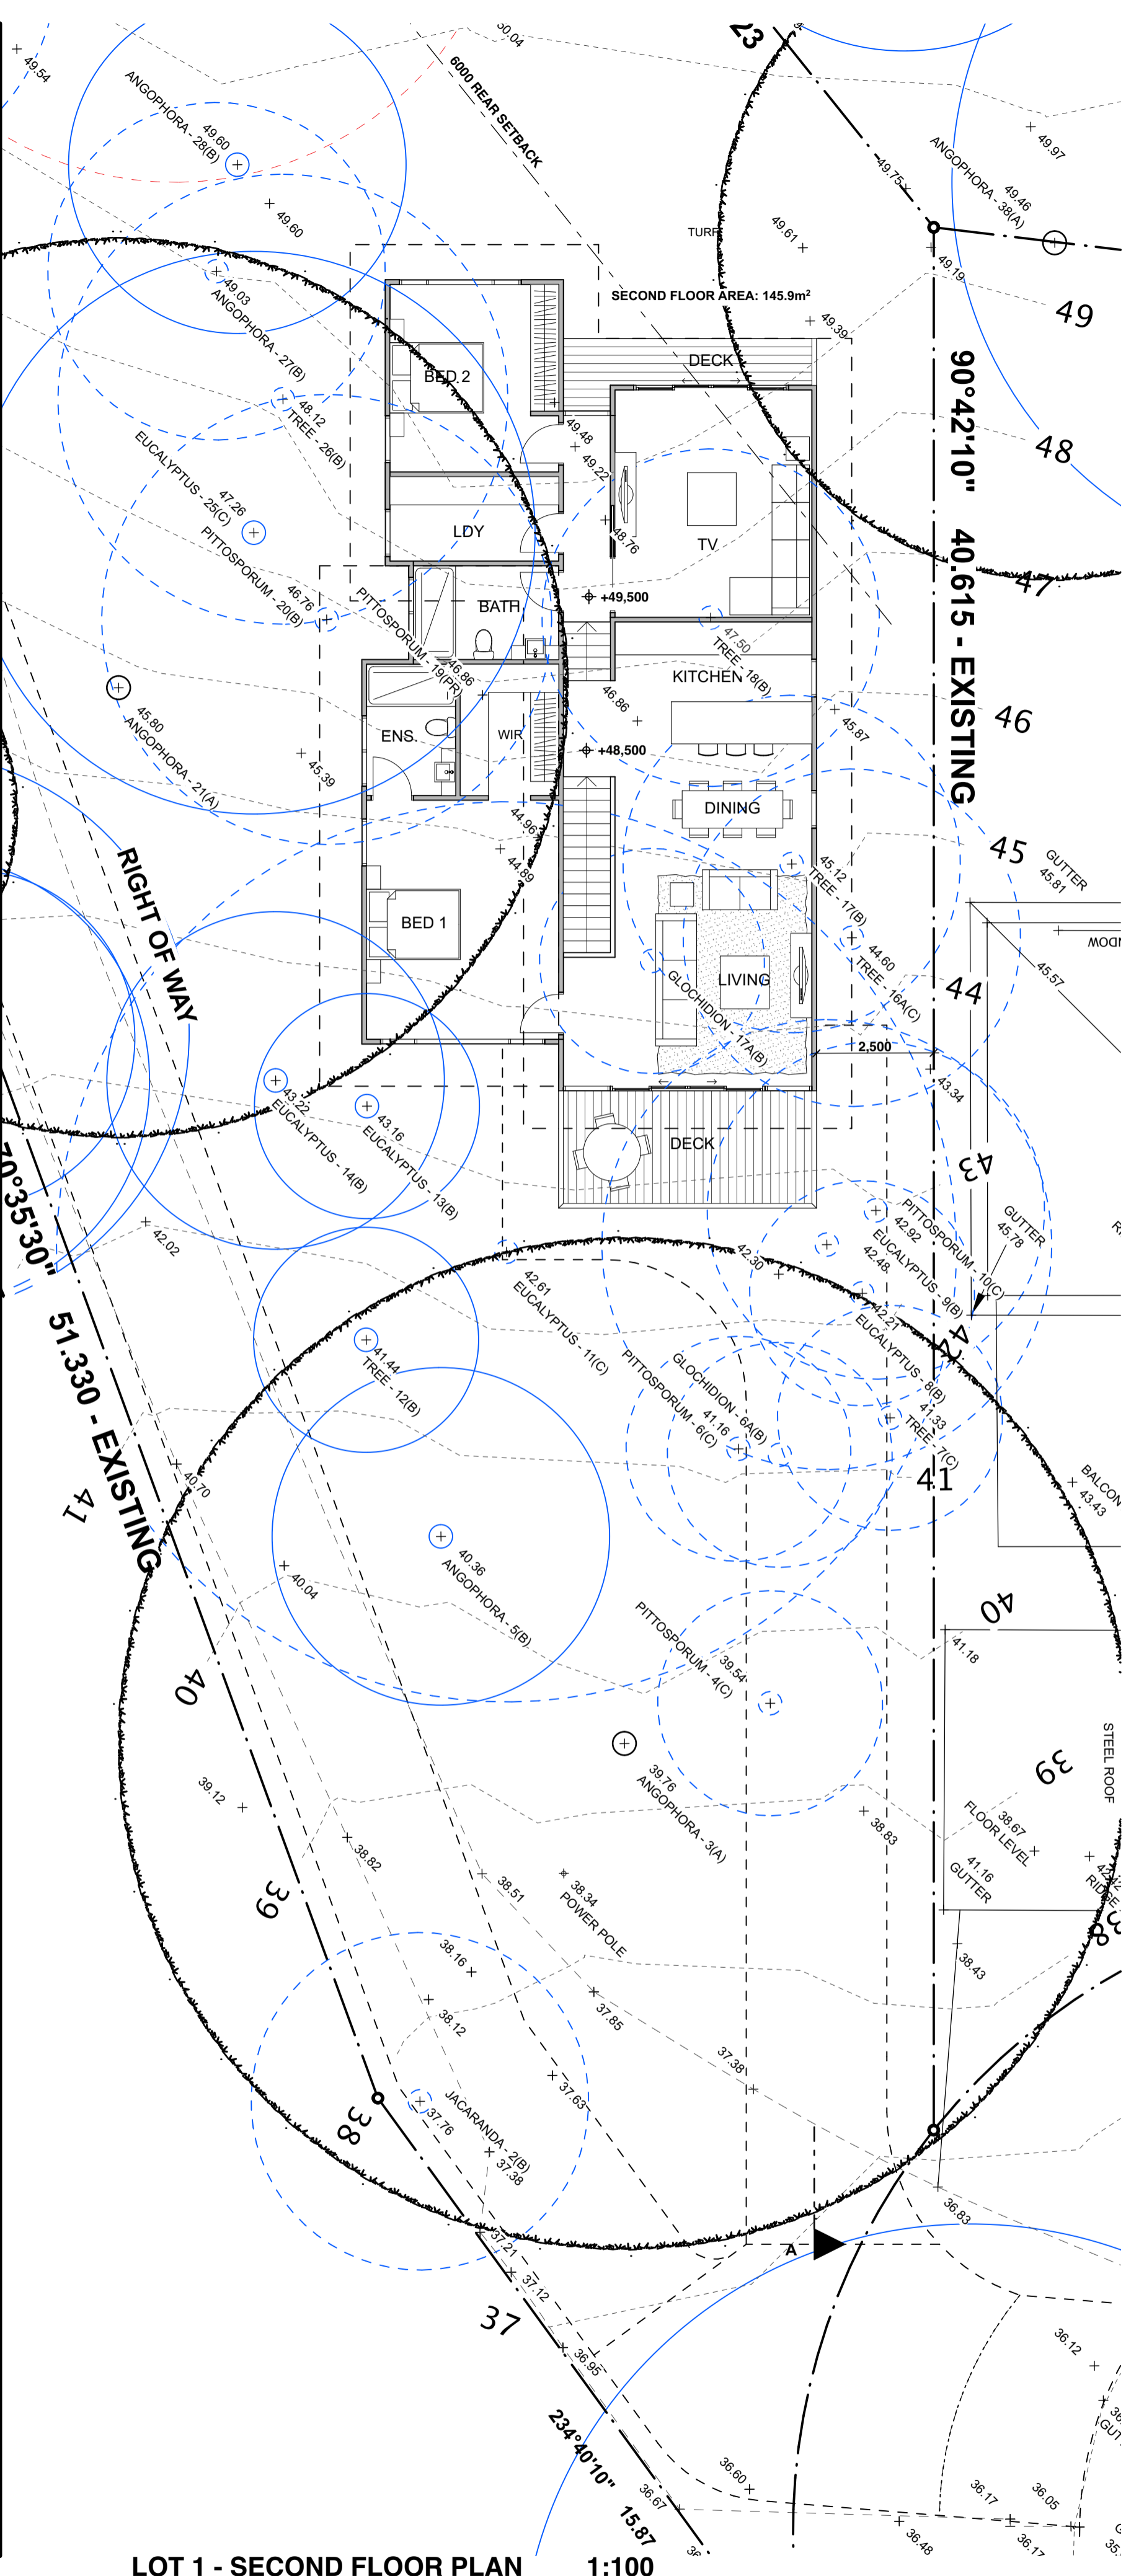 23
50.04
49.54
6000 REAR SETBACK
ANGOPHORA - 28(B)
49.60
49.97
ANGOPHORA - 38(A)
49.46
49.75
49.60
49.61
TURF
49.19
49.03
ANGOPHORA - 27(B)
SECOND FLOOR AREA: 145.9m²
49
49.39
DECK
BED 2
48.12
TREE - 26(B)
49.48
49.22
90°42'10"
48
EUCALYPTUS - 25(C)
47.26
LDY
48.76
TV
40.615 - EXISTING
PITTOSPORUM - 20(B)
46.76
BATH
+49,500
47
PITTOSPORUM - 19(PR)
46.86
47.50
TREE - 18(B)
KITCHEN
45.80
ANGOPHORA - 21(A)
46.86
45.87
46
ENS.
WIR
+48,500
45.39
44.96
DINING
44.89
45
RIGHT OF WAY
GUTTER
45.81
45.12
TREE - 17(B)
BED 1
44.60
TREE - 16A(C)
45.57
LIVING
GLOCHIDION - 17A(B)
44
2,500
43.34
43.22
EUCALYPTUS - 14(B)
43.16
EUCALYPTUS - 13(B)
DECK
43
70°35'30"
42.02
PITTOSPORUM - 10(C)
42.92
EUCALYPTUS - 9(B)
42.48
GUTTER
45.78
42.30
42.61
EUCALYPTUS - 11(C)
42.21
EUCALYPTUS - 8(B)
42
41.44
TREE - 12(B)
51.330 - EXISTING
GLOCHIDION - 6A(B)
41.16
PITTOSPORUM - 6(C)
41.33
TREE - 7(C)
41
40.70
41
43.43
40.36
ANGOPHORA - 5(B)
40.04
40
PITTOSPORUM - 4(C)
39.54
41.18
40
39.76
ANGOPHORA - 3(A)
STEEL ROOF
39
39.12
38.83
38.67
FLOOR LEVEL
38.82
41.16
GUTTER
39
38.51
38.34
POWER POLE
38
38.16
38.43
38.12
37.85
37.38
37.63
JACARANDA - 2(B)
37.76
38
37.38
36.83
37.21
A
37.12
37
36.95
36.12
234°40'10"
15.87
36.60
36.67
36.17
36.05
36.48
36.17
LOT 1 - SECOND FLOOR PLAN 1:100